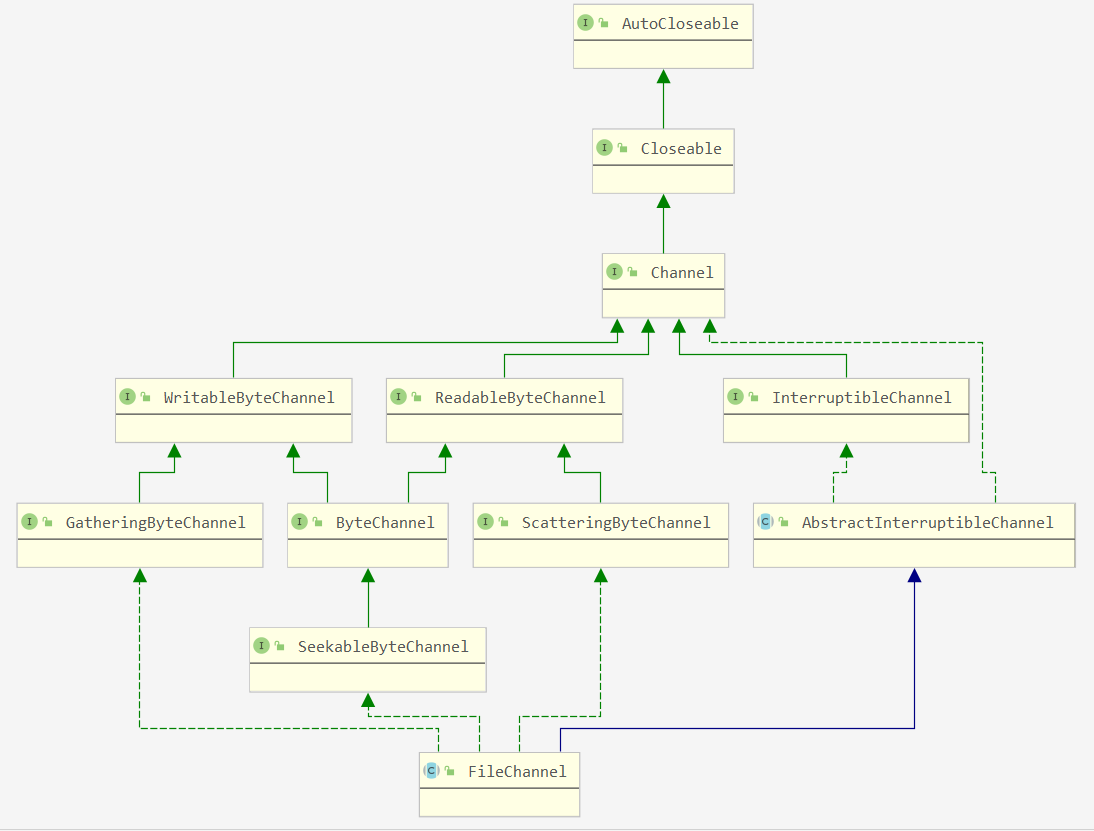 I AutoCloseable
I Closeable
I Channel
I WritableByteChannel
I ReadableByteChannel
I InterruptibleChannel
I GatheringByteChannel
I ByteChannel
I ScatteringByteChannel
C AbstractInterruptibleChannel
I SeekableByteChannel
C FileChannel